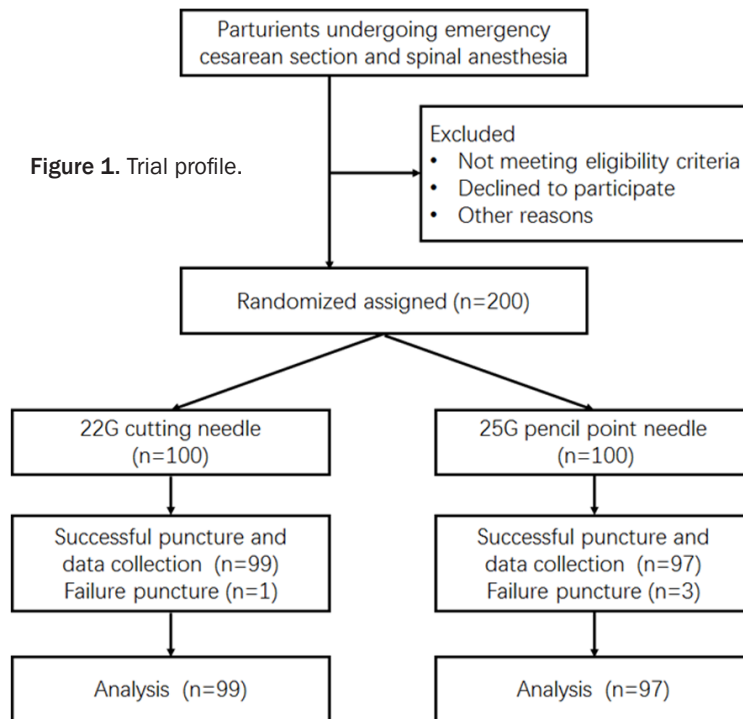 Parturients undergoing emergency
cesarean section and spinal anesthesia
Excluded
• Not meeting eligibility criteria
• Declined to participate
• Other reasons
Figure 1. Trial profile.
Randomized assigned (n=200)
22G cutting needle
(n=100)
25G pencil point needle
(n=100)
Successful puncture and
data collection (n=99)
Failure puncture (n=1)
Successful puncture and
data collection (n=97)
Failure puncture (n=3)
Analysis (n=99)
Analysis (n=97)